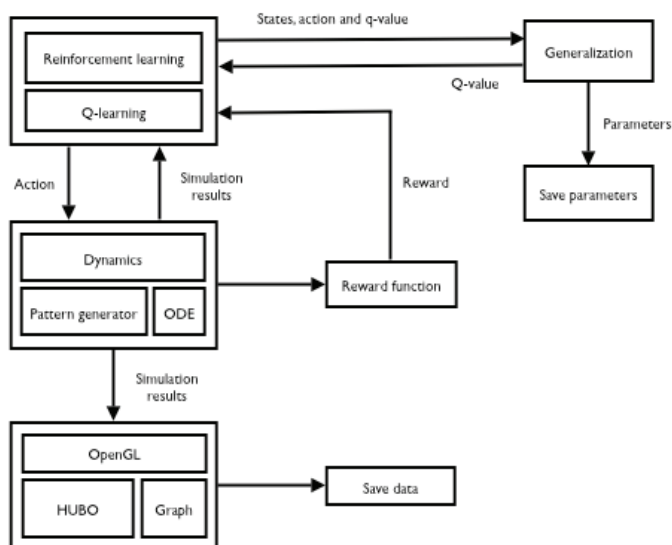 States, action and q-value
Reinforcement learning
Generalization
Q-value
Q-learning
Parameters
Action
Simulation
results
Reward
Save parameters
Dynamics
Reward function
Pattern generator
ODE
Simulation
results
OpenGL
Save data
HUBO
Graph